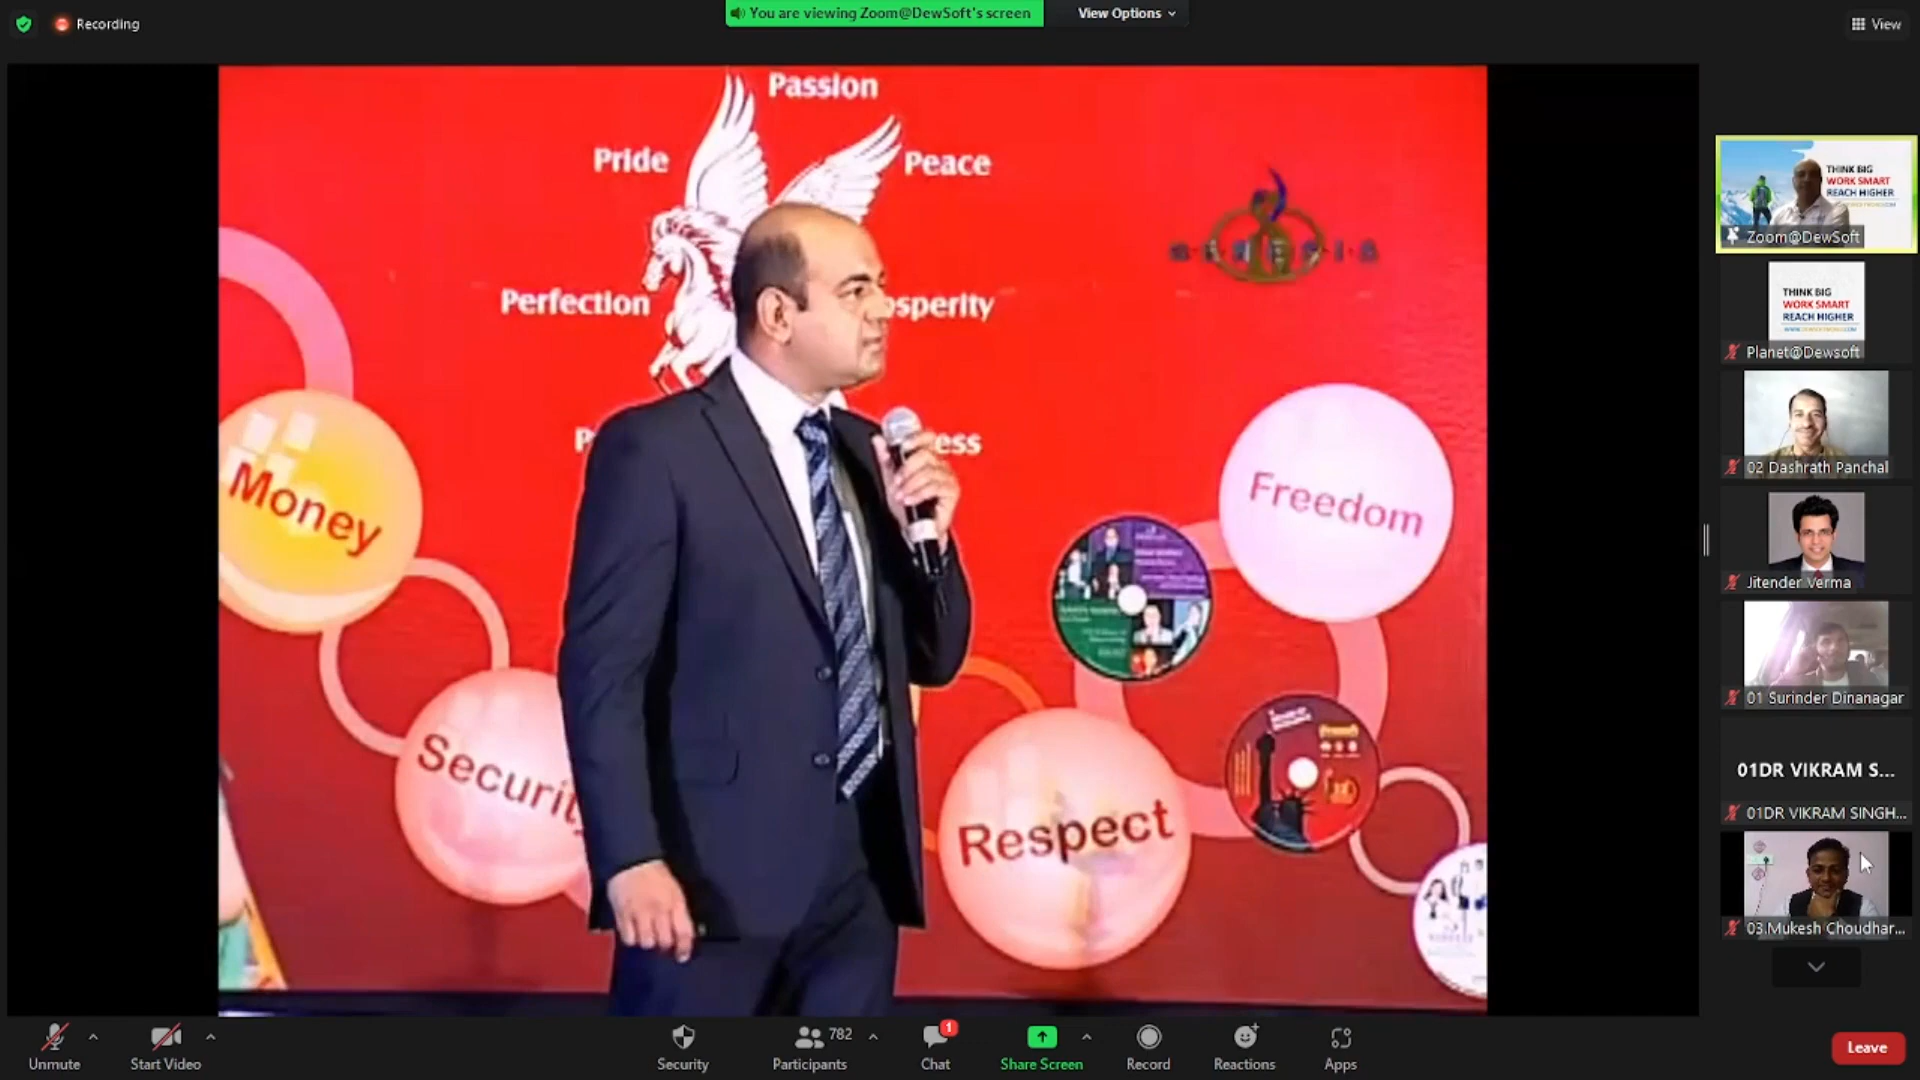 Recording
You are viewing Zoom@DewSoft's screen
View Options
View
Passion
Pride
Peace
Perfection
osperity
P
ess
Money
Freedom
Security
Respect
THINK BIG
WORK SMART
REACH HIGHER
Zoom@DewSoft
THINK BIG
WORK SMART
REACH HIGHER
Planet@Dewsoft
02 Dashrath Panchal
Jitender Verma
01 Surinder Dinanagar
01DR VIKRAM S...
01DR VIKRAM SINGH...
03.Mukesh Choudhar...
Unmute
Start Video
Security
Participants
782
Chat
1
Share Screen
Record
Reactions
Apps
Leave